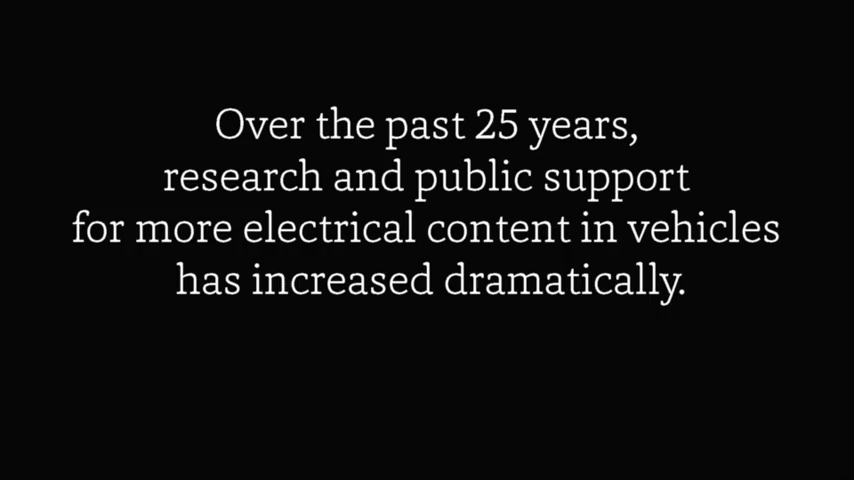 Over the past 25 years,
research and public support
for more electrical content in vehicles
has increased dramatically.